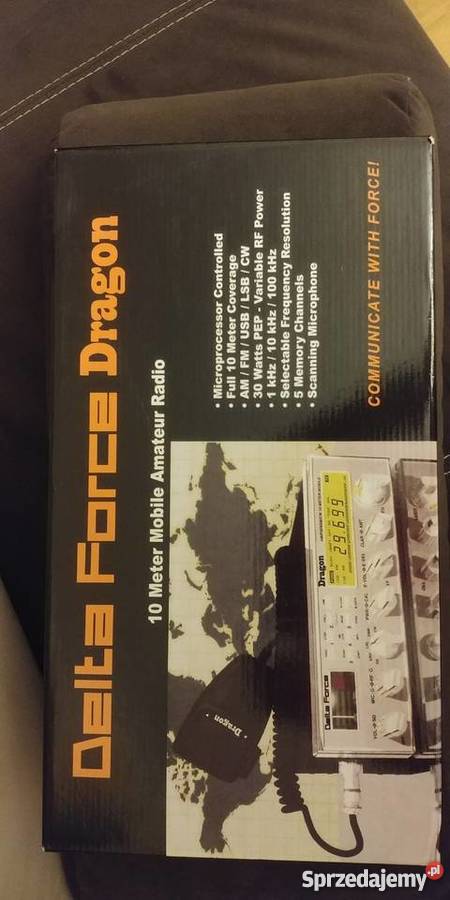 Delta Force Dragon
10 Meter Mobile Amateur Radio
• Microprocessor Controlled
• Full 10 Meter Coverage
• AM / FM / USB / LSB / CW
• 30 Watts PEP - Variable RF Power
• 1 kHz / 10 kHz / 100 kHz
• Selectable Frequency Resolution
• 5 Memory Channels
• Scanning Microphone
COMMUNICATE WITH FORCE!
Delta Force
Dragon
29.699
• Dragon •
Sprzedajemy.pl